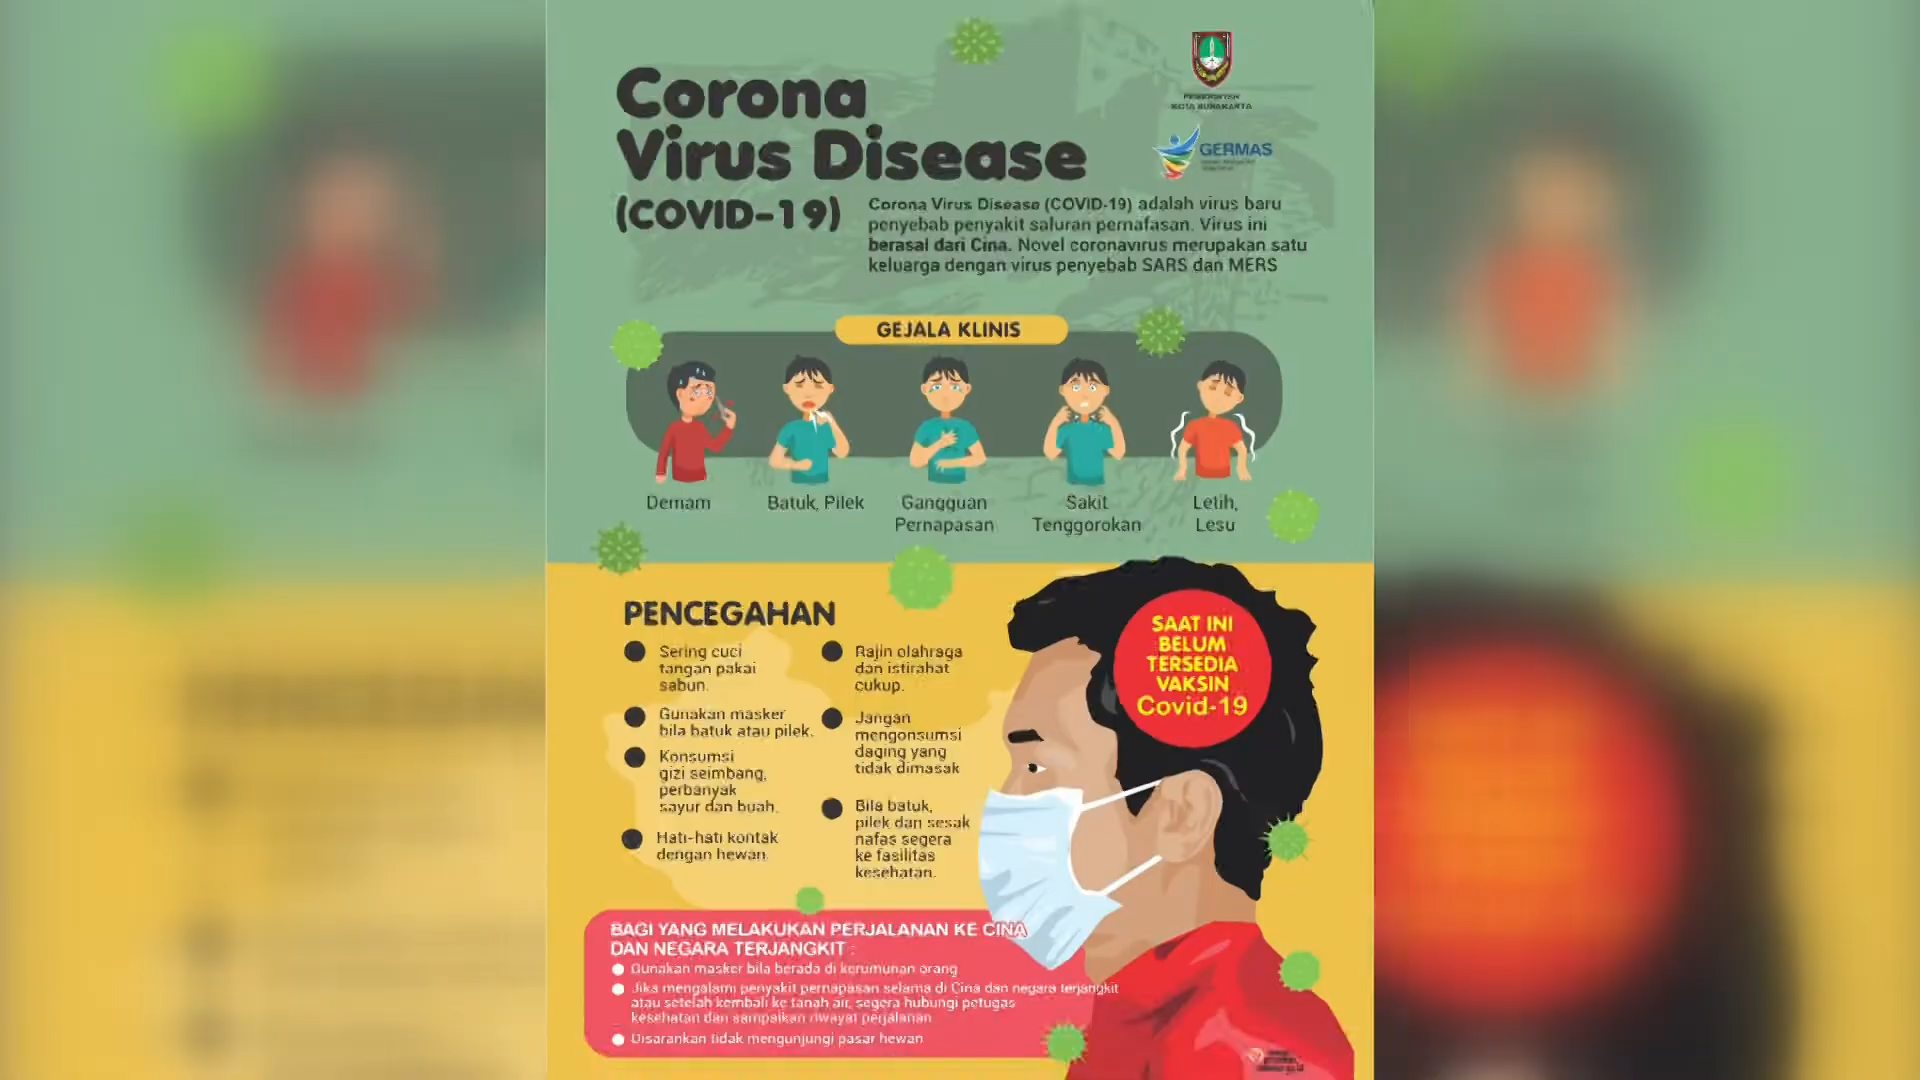 Corona
Virus Disease
(COVID-19)
PEMERINTAH
KOTA SURAKARTA
GERMAS
Corona Virus Disease (COVID-19) adalah virus baru
penyebab penyakit saluran pernafasan. Virus ini
berasal dari Cina. Novel coronavirus merupakan satu
keluarga dengan virus penyebab SARS dan MERS
GEJALA KLINIS
Demam
Batuk, Pilek
Gangguan
Pernapasan
Sakit
Tenggorokan
Letih,
Lesu
PENCEGAHAN
Sering cuci
tangan pakai
sabun.
Gunakan masker
bila batuk atau pilek.
Konsumsi
gizi seimbang,
perbanyak
sayur dan buah.
Hati-hati kontak
dengan hewan.
Rajin olahraga
dan istirahat
cukup.
Jangan
mengonsumsi
daging yang
tidak dimasak
Bila batuk,
pilek dan sesak
nafas segera
ke fasilitas
kesehatan.
SAAT INI
BELUM
TERSEDIA
VAKSIN
Covid-19
BAGI YANG MELAKUKAN PERJALANAN KE CINA
DAN NEGARA TERJANGKIT :
Gunakan masker bila berada di kerumunan orang
Jika mengalami penyakit pernapasan selama di Cina dan negara terjangkit
atau setelah kembali ke tanah air, segera hubungi petugas
kesehatan dan sampaikan riwayat perjalanan
Disarankan tidak mengunjungi pasar hewan